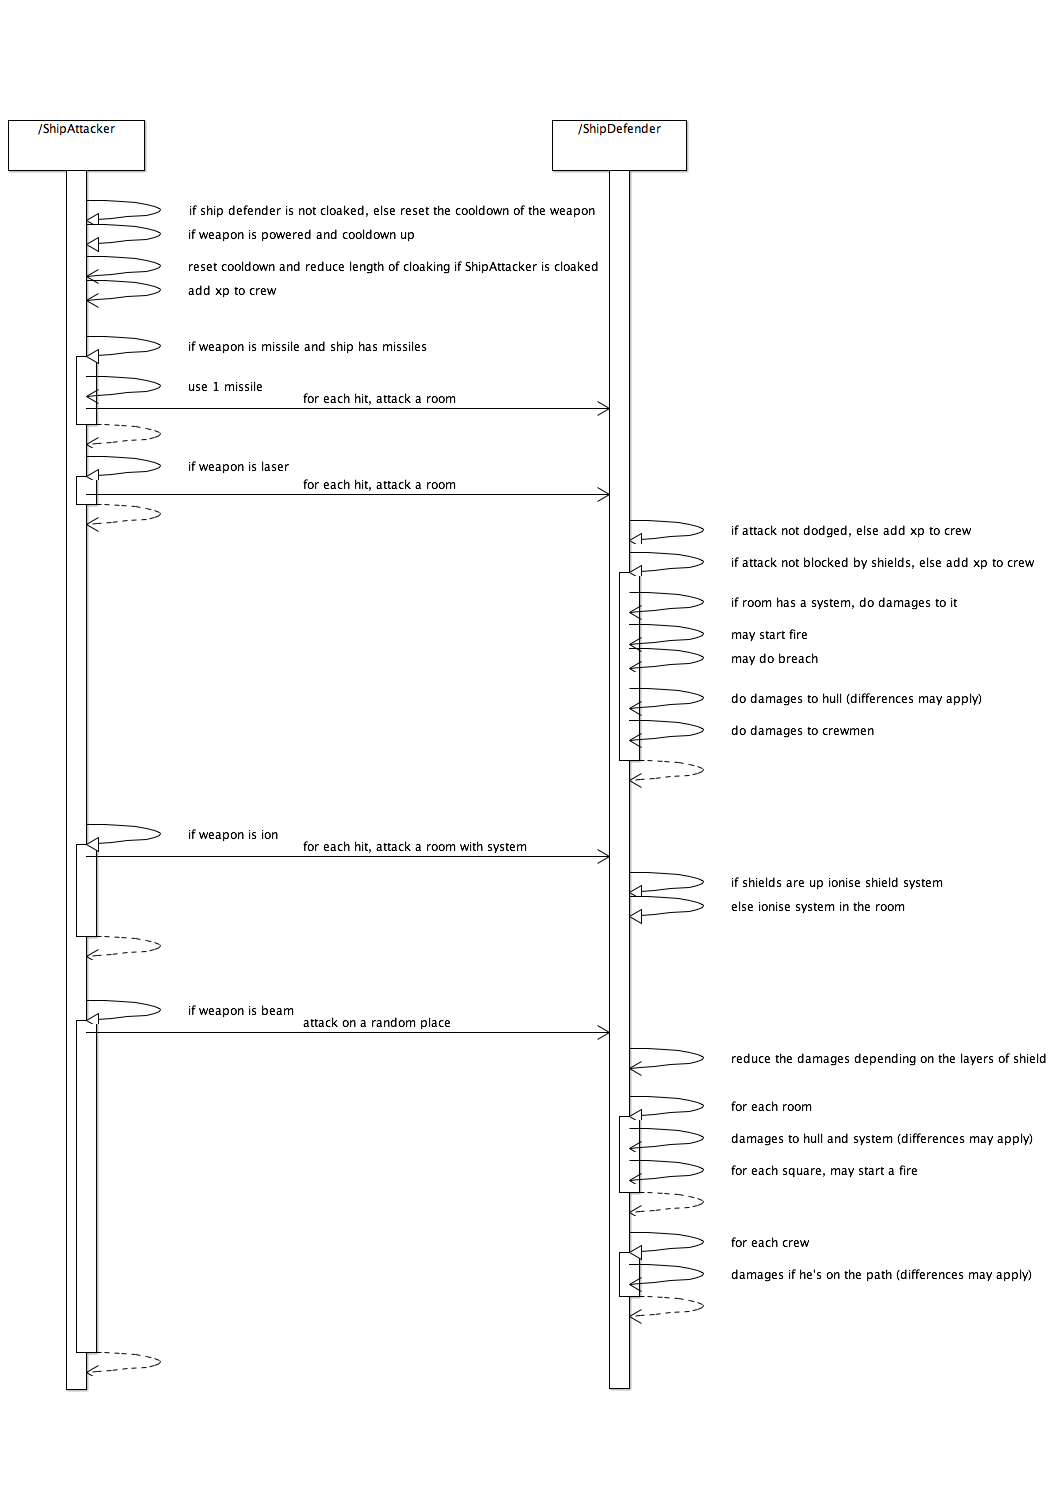 /ShipAttacker
/ShipDefender
if ship defender is not cloaked, else reset the cooldown of the weapon
if weapon is powered and cooldown up
reset cooldown and reduce length of cloaking if ShipAttacker is cloaked
add xp to crew
if weapon is missile and ship has missiles
use 1 missile
for each hit, attack a room
if weapon is laser
for each hit, attack a room
if attack not dodged, else add xp to crew
if attack not blocked by shields, else add xp to crew
if room has a system, do damages to it
may start fire
may do breach
do damages to hull (differences may apply)
do damages to crewmen
if weapon is ion
for each hit, attack a room with system
if shields are up ionise shield system
else ionise system in the room
if weapon is beam
attack on a random place
reduce the damages depending on the layers of shield
for each room
damages to hull and system (differences may apply)
for each square, may start a fire
for each crew
damages if he's on the path (differences may apply)